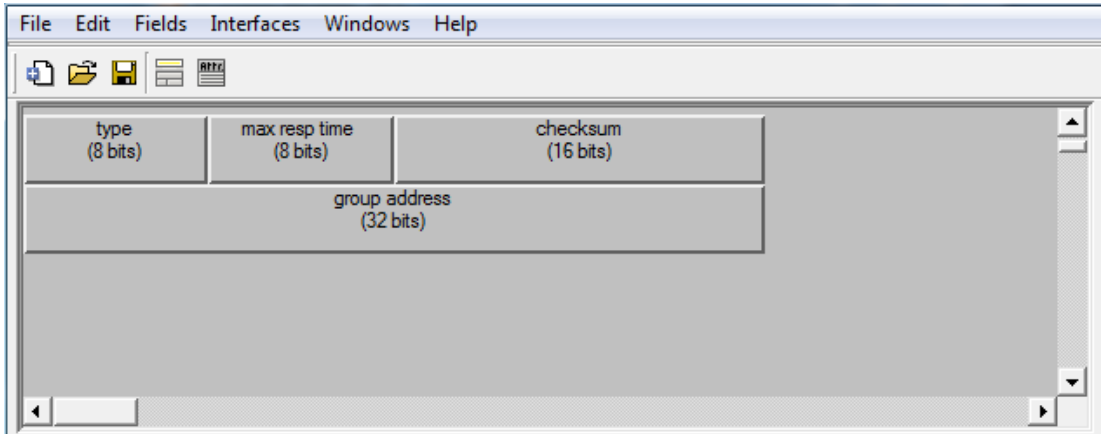 File Edit Fields Interfaces Windows Help
Attr.
type
(8 bits)
max resp time
(8 bits)
checksum
(16 bits)
group address
(32 bits)